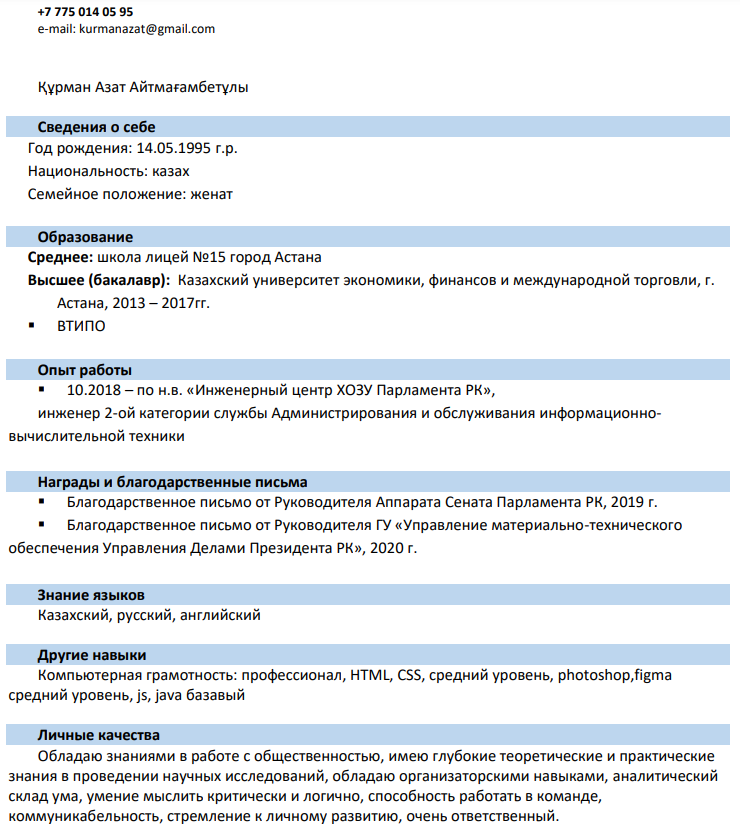 +7 775 014 05 95
e-mail: kurmanazat@gmail.com
Құрман Азат Айтмағамбетұлы
Сведения о себе
Год рождения: 14.05.1995 г.р.
Национальность: казах
Семейное положение: женат
Образование
Среднее: школа лицей №15 город Астана
Высшее (бакалавр): Казахский университет экономики, финансов и международной торговли, г.
Астана, 2013 – 2017гг.
▪ ВТИПО
Опыт работы
▪ 10.2018 – по н.в. «Инженерный центр ХОЗУ Парламента РК»,
инженер 2-ой категории службы Администрирования и обслуживания информационно-
вычислительной техники
Награды и благодарственные письма
▪ Благодарственное письмо от Руководителя Аппарата Сената Парламента РК, 2019 г.
▪ Благодарственное письмо от Руководителя ГУ «Управление материально-технического
обеспечения Управления Делами Президента РК», 2020 г.
Знание языков
Казахский, русский, английский
Другие навыки
Компьютерная грамотность: профессионал, HTML, CSS, средний уровень, photoshop,figma
средний уровень, js, java базавый
Личные качества
Обладаю знаниями в работе с общественностью, имею глубокие теоретические и практические
знания в проведении научных исследований, обладаю организаторскими навыками, аналитический
склад ума, умение мыслить критически и логично, способность работать в команде,
коммуникабельность, стремление к личному развитию, очень ответственный.